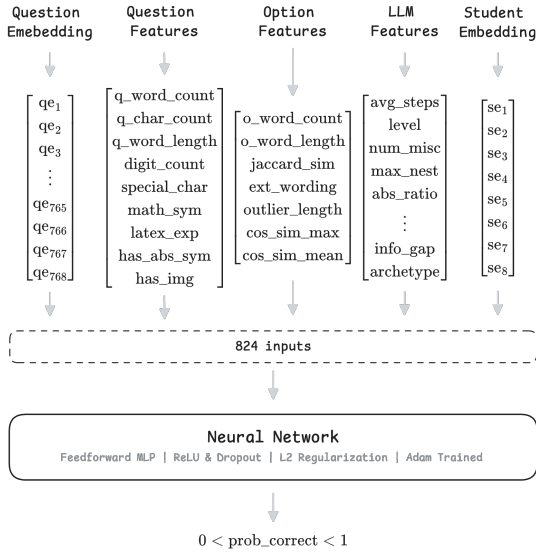 Question Emebedding
qe₁
qe₂
qe₃
⋮
qe₇₆₅
qe₇₆₆
qe₇₆₇
qe₇₆₈
Question Features
q_word_count
q_char_count
q_word_length
digit_count
special_char
math_sym
latex_exp
has_abs_sym
has_img
Option Features
o_word_count
o_word_length
jaccard_sim
ext_wording
outlier_length
cos_sim_max
cos_sim_mean
LLM Features
avg_steps
level
num_misc
max_nest
abs_ratio
⋮
info_gap
archetype
Student Embedding
se₁
se₂
se₃
se₄
se₅
se₆
se₇
se₈
824 inputs
Neural Network
Feedforward MLP | ReLU & Dropout | L2 Regularization | Adam Trained
0 < prob_correct < 1